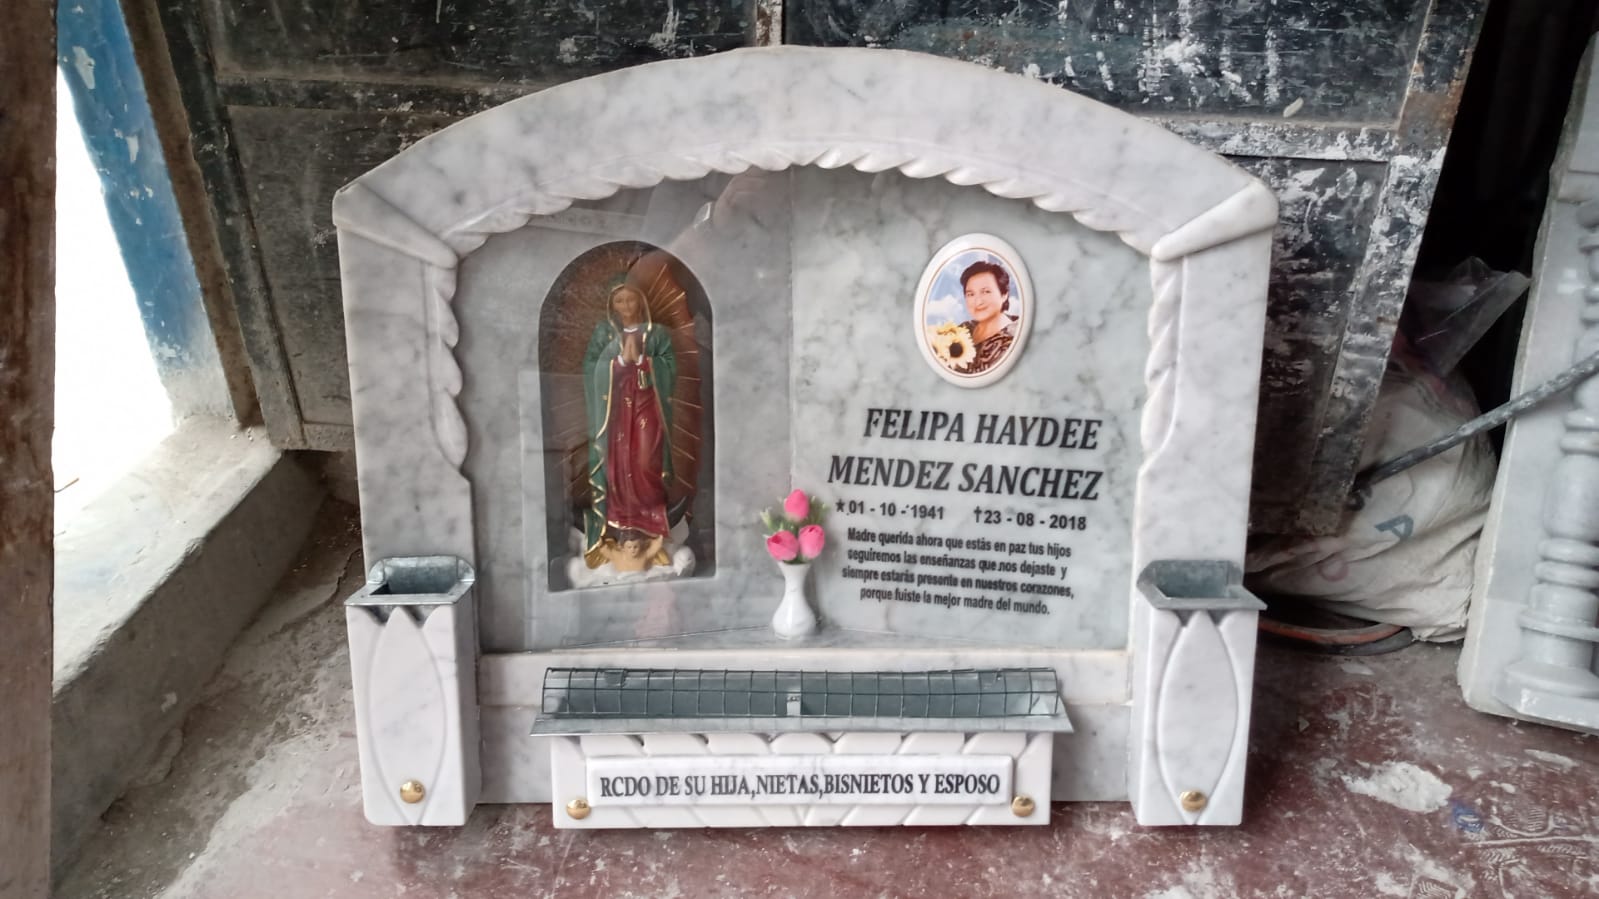 FELIPA HAYDEE
MENDEZ SANCHEZ
★ 01 - 10 - 1941 ✝ 23 - 08 - 2018
Madre querida ahora que estás en paz tus hijos
seguiremos las enseñanzas que nos dejaste y
siempre estarás presente en nuestros corazones,
porque fuiste la mejor madre del mundo.
RCDO DE SU HIJA,NIETAS,BISNIETOS Y ESPOSO